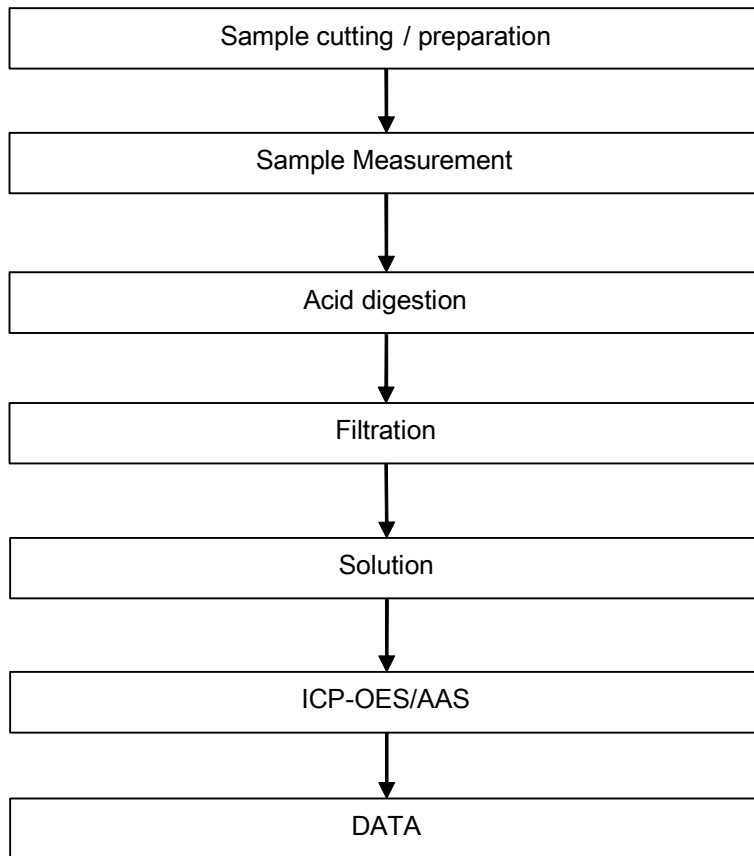 Sample cutting / preparation
Sample Measurement
Acid digestion
Filtration
Solution
ICP-OES/AAS
DATA